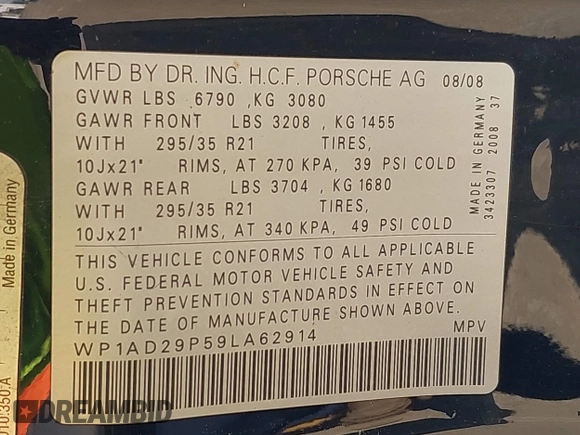 MFD BY DR. ING. H.C.F. PORSCHE AG 08/08
GVWR LBS 6790 , KG 3080
GAWR FRONT LBS 3208 , KG 1455
WITH 295/35 R21 TIRES,
10Jx21" RIMS, AT 270 KPA, 39 PSI COLD
GAWR REAR LBS 3704 , KG 1680
WITH 295/35 R21 TIRES,
10Jx21" RIMS, AT 340 KPA, 49 PSI COLD
THIS VEHICLE CONFORMS TO ALL APPLICABLE
U.S. FEDERAL MOTOR VEHICLE SAFETY AND
THEFT PREVENTION STANDARDS IN EFFECT ON
THE DATE OF MANUFACTURE SHOWN ABOVE.
WP1AD29P59LA62914 MPV
MADE IN GERMANY
3423307 2008 37
Made in Germany
010.350.A
DREAMBID